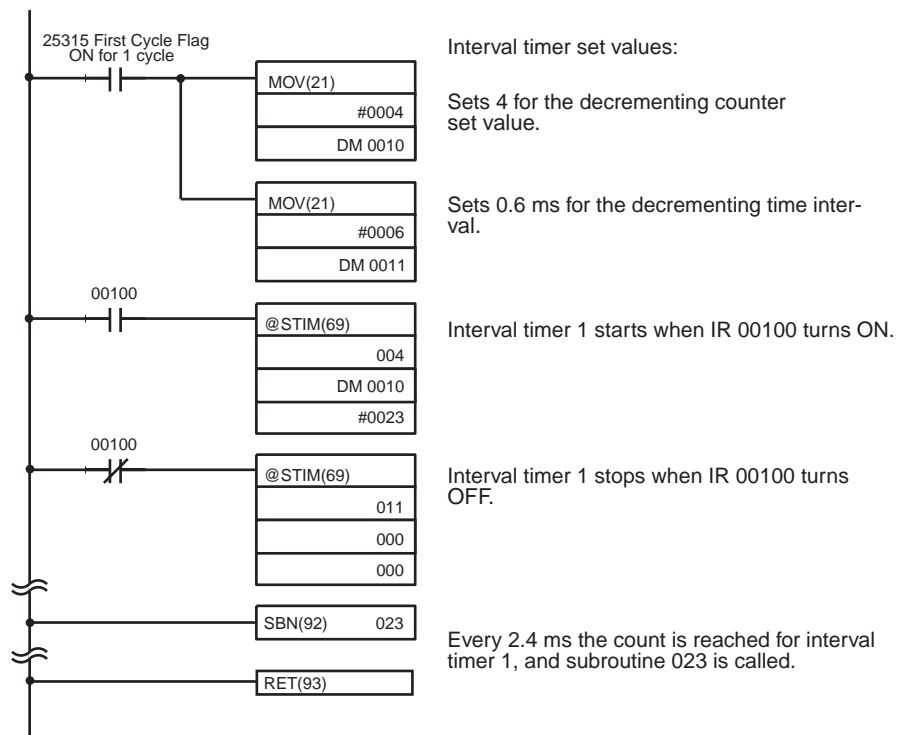 25315 First Cycle Flag
ON for 1 cycle
MOV(21)
#0004
DM 0010
Interval timer set values:
Sets 4 for the decrementing counter
set value.
MOV(21)
#0006
DM 0011
Sets 0.6 ms for the decrementing time inter-
val.
00100
@STIM(69)
004
DM 0010
#0023
Interval timer 1 starts when IR 00100 turns ON.
00100
@STIM(69)
011
000
000
Interval timer 1 stops when IR 00100 turns
OFF.
SBN(92) 023
Every 2.4 ms the count is reached for interval
timer 1, and subroutine 023 is called.
RET(93)